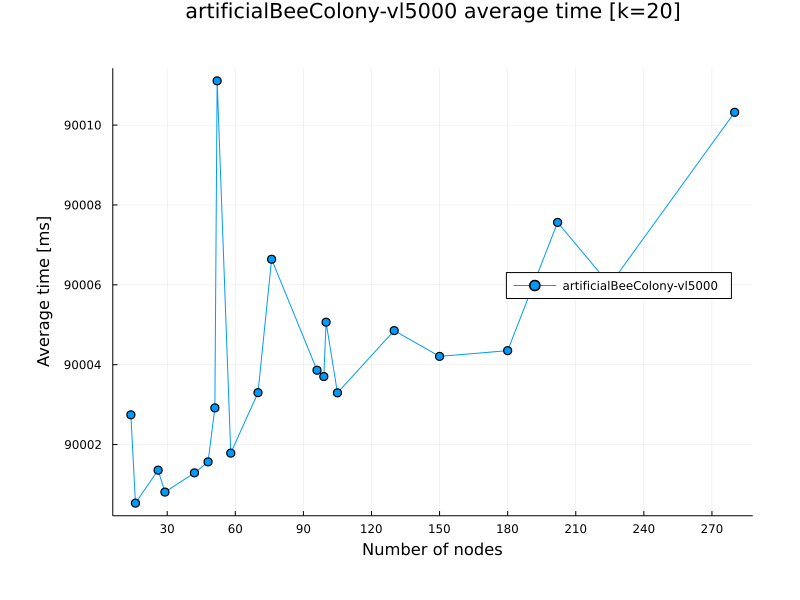 artificialBeeColony-vl5000 average time [k=20]
Average time [ms]
90010
90008
90006
90004
90002
artificialBeeColony-vl5000
30 60 90 120 150 180 210 240 270
Number of nodes